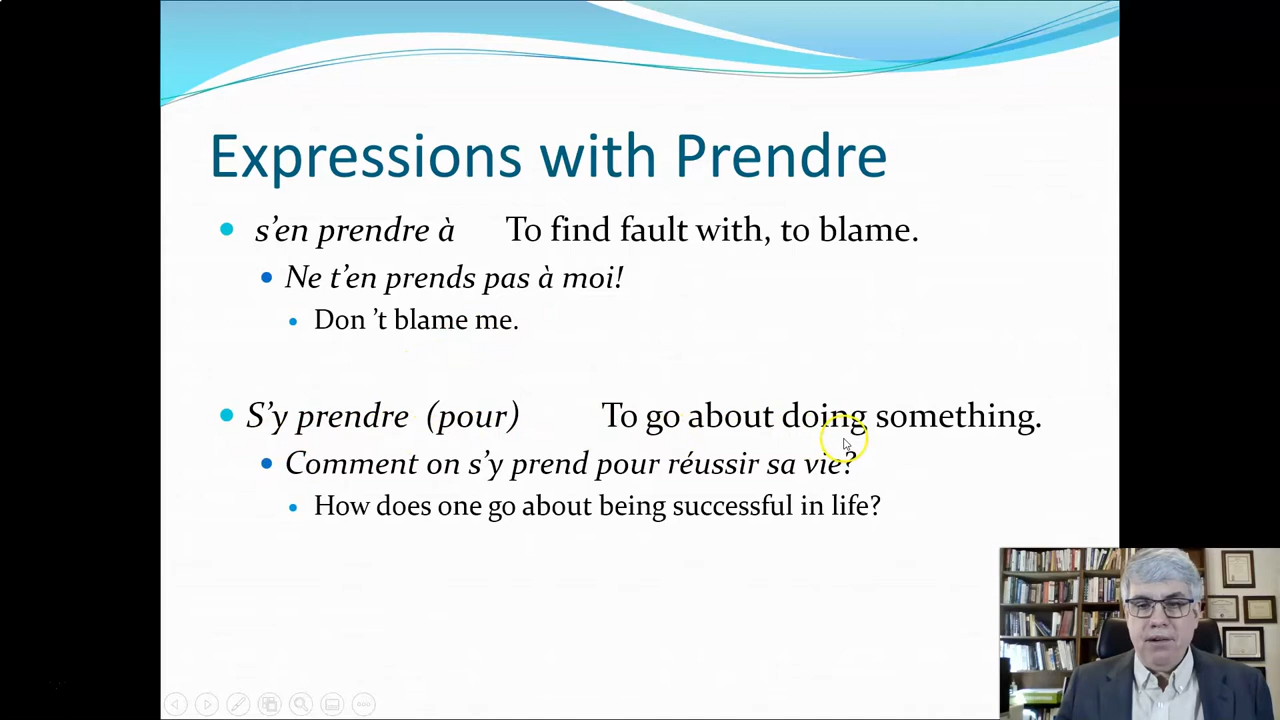 Expressions with Prendre
s’en prendre à To find fault with, to blame.
Ne t’en prends pas à moi!
Don ’t blame me.
S’y prendre (pour) To go about doing something.
Comment on s’y prend pour réussir sa vie?
How does one go about being successful in life?